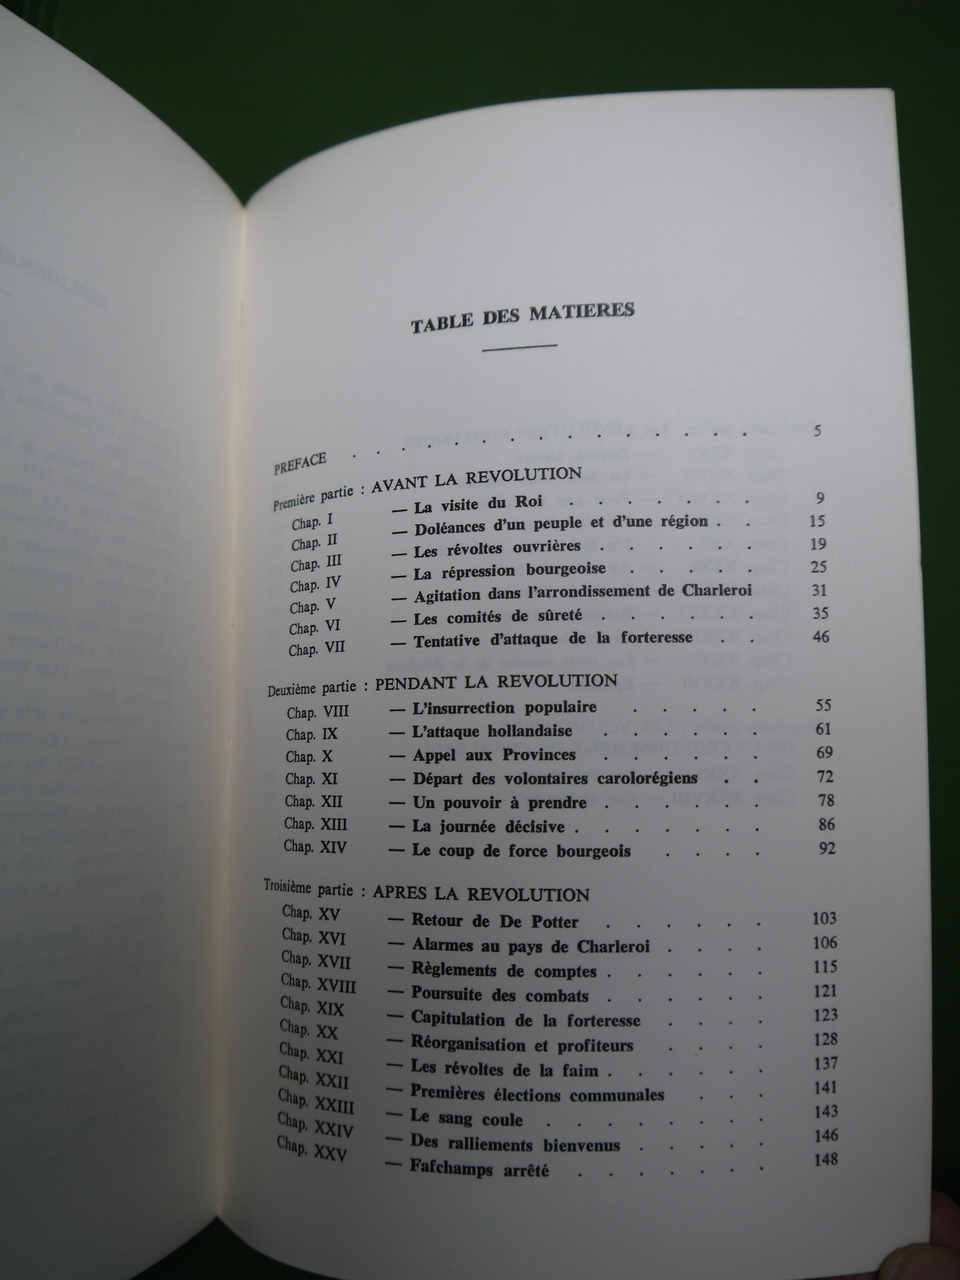 TABLE DES MATIERES
PREFACE . . . . . . . . . . . . . . . 5
Première partie : AVANT LA REVOLUTION
Chap. I — La visite du Roi . . . . . . . 9
Chap. II — Doléances d'un peuple et d'une région . . 15
Chap. III — Les révoltes ouvrières . . . . . . 19
Chap. IV — La répression bourgeoise . . . . . 25
Chap. V — Agitation dans l'arrondissement de Charleroi 31
Chap. VI — Les comités de sûreté . . . . . . 35
Chap. VII — Tentative d'attaque de la forteresse . . 46
Deuxième partie : PENDANT LA REVOLUTION
Chap. VIII — L'insurrection populaire . . . . . 55
Chap. IX — L'attaque hollandaise . . . . . . 61
Chap. X — Appel aux Provinces . . . . . . 69
Chap. XI — Départ des volontaires carolorégiens . . 72
Chap. XII — Un pouvoir à prendre . . . . . . 78
Chap. XIII — La journée décisive . . . . . . . 86
Chap. XIV — Le coup de force bourgeois . . . . 92
Troisième partie : APRES LA REVOLUTION
Chap. XV — Retour de De Potter . . . . . . 103
Chap. XVI — Alarmes au pays de Charleroi . . . . 106
Chap. XVII — Règlements de comptes . . . . . . 115
Chap. XVIII — Poursuite des combats . . . . . . 121
Chap. XIX — Capitulation de la forteresse . . . . 123
Chap. XX — Réorganisation et profiteurs . . . . 128
Chap. XXI — Les révoltes de la faim . . . . . . 137
Chap. XXII — Premières élections communales . . . 141
Chap. XXIII — Le sang coule . . . . . . . . 143
Chap. XXIV — Des ralliements bienvenus . . . . . 146
Chap. XXV — Fafchamps arrêté . . . . . . . 148